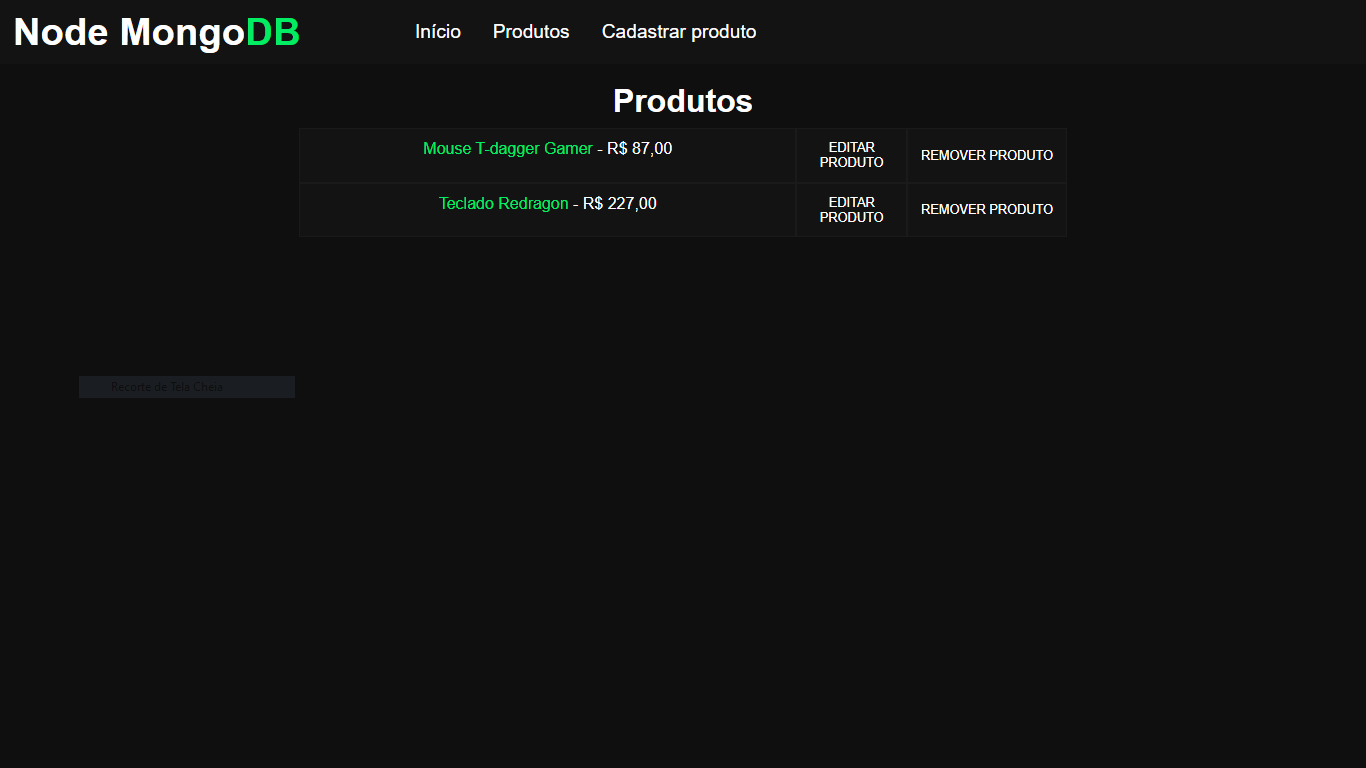 Node MongoDB
Início Produtos Cadastrar produto
Produtos
Mouse T-dagger Gamer - R$ 87,00
EDITAR
PRODUTO
REMOVER PRODUTO
Teclado Redragon - R$ 227,00
EDITAR
PRODUTO
REMOVER PRODUTO
Recorte de Tela Cheia